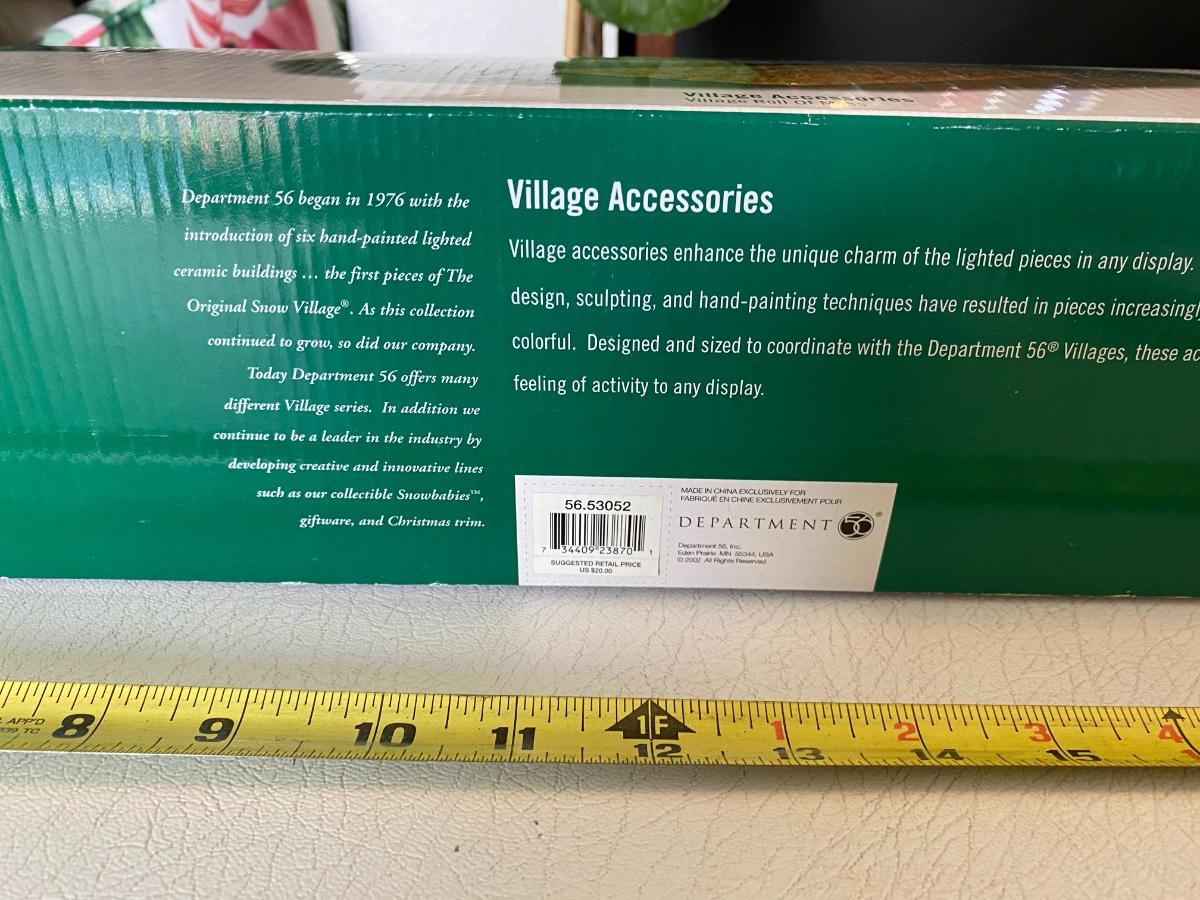 Village Accessories
Village Roll Of
Department 56 began in 1976 with the
introduction of six hand-painted lighted
ceramic buildings ... the first pieces of The
Original Snow Village®. As this collection
continued to grow, so did our company.
Today Department 56 offers many
different Village series. In addition we
continue to be a leader in the industry by
developing creative and innovative lines
such as our collectible Snowbabies™,
giftware, and Christmas trim.
Village Accessories
Village accessories enhance the unique charm of the lighted pieces in any display.
design, sculpting, and hand-painting techniques have resulted in pieces increasingly
colorful. Designed and sized to coordinate with the Department 56® Villages, these ac
feeling of activity to any display.
56.53052
7 34409 23870 1
SUGGESTED RETAIL PRICE
US $20.00
MADE IN CHINA EXCLUSIVELY FOR
FABRIQUÉ EN CHINE EXCLUSIVEMENT POUR
DEPARTMENT 56®
Department 56, Inc.
Eden Prairie MN 55344, USA
© 2002 All Rights Reserved
APP'D
8 9 10 11 1F 1 2 3 4
12 13 14 15